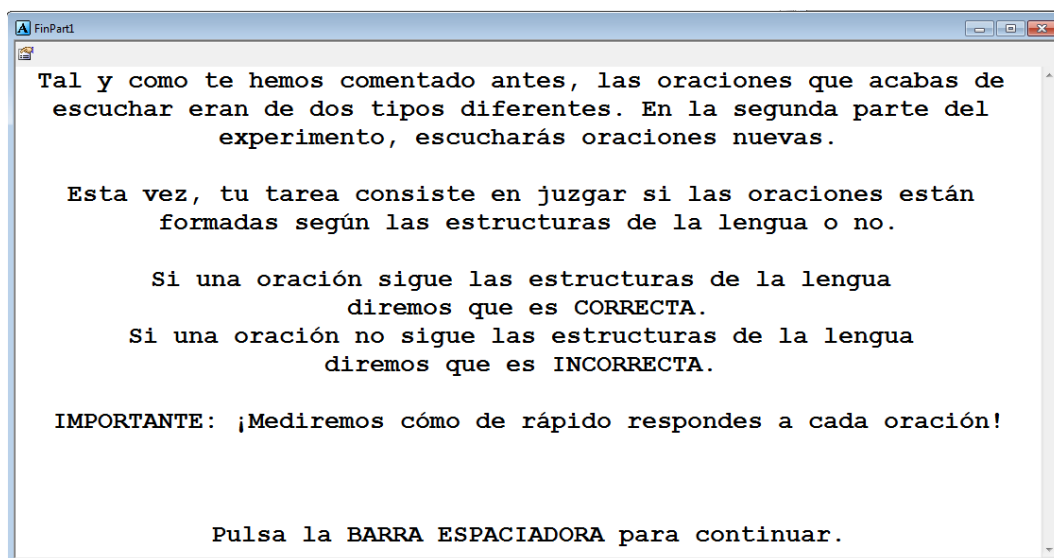 FinPart1
Tal y como te hemos comentado antes, las oraciones que acabas de
escuchar eran de dos tipos diferentes. En la segunda parte del
experimento, escucharás oraciones nuevas.
Esta vez, tu tarea consiste en juzgar si las oraciones están
formadas según las estructuras de la lengua o no.
Si una oración sigue las estructuras de la lengua
diremos que es CORRECTA.
Si una oración no sigue las estructuras de la lengua
diremos que es INCORRECTA.
IMPORTANTE: ¡Mediremos cómo de rápido respondes a cada oración!
Pulsa la BARRA ESPACIADORA para continuar.